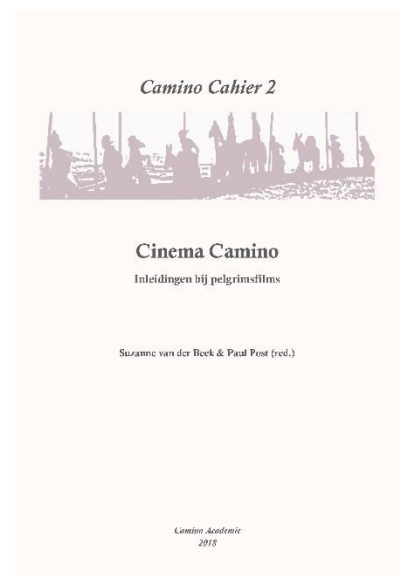 Camino Cahier 2
Cinema Camino
Inleidingen bij pelgrimsfilms
Suzanne van der Beek & Paul Post (red.)
Camino Academie
2018